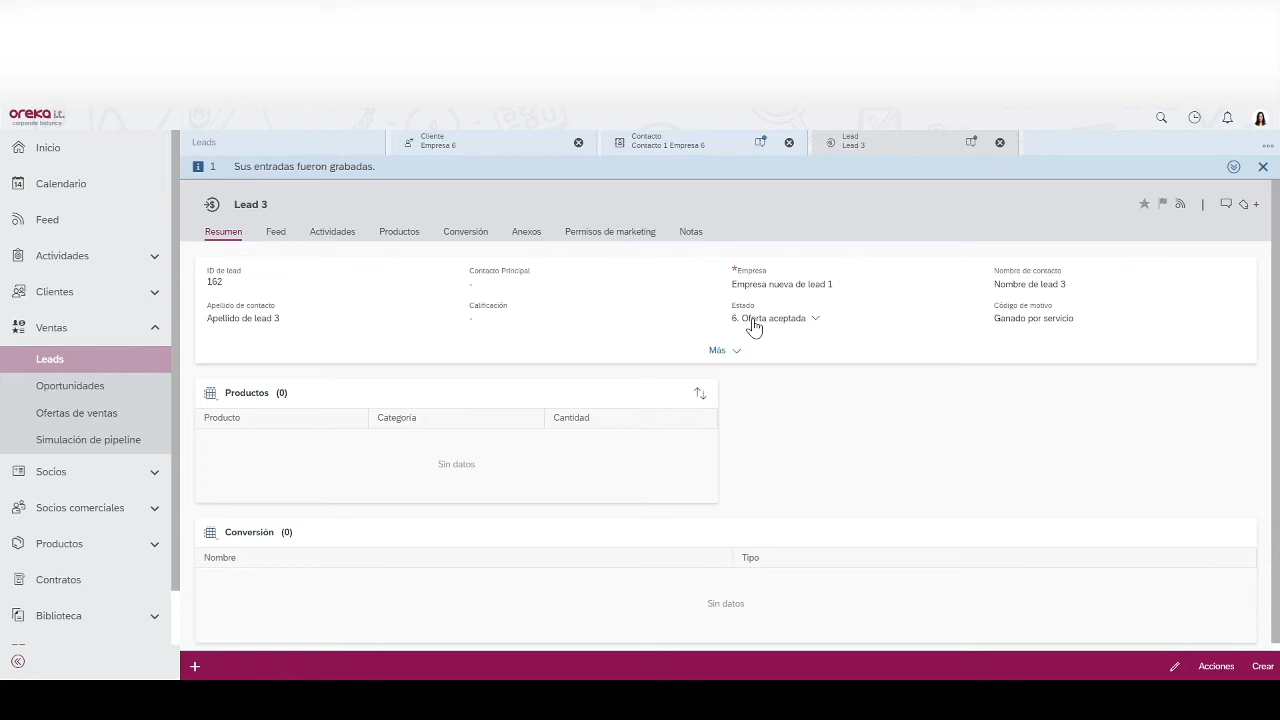 oreka i.t.
corporate balance
Leads
Cliente
Empresa 6
Contacto
Contacto 1 Empresa 6
Lead
Lead 3
1 Sus entradas fueron grabadas.
Inicio
14
Calendario
Feed
Actividades
Clientes
Ventas
Leads
Oportunidades
Ofertas de ventas
Simulación de pipeline
Socios
Socios comerciales
Productos
Contratos
Biblioteca
Lead 3
Resumen Feed Actividades Productos Conversión Anexos Permisos de marketing Notas
ID de lead
162
Contacto Principal
-
*Empresa
Empresa nueva de lead 1
Nombre de contacto
Nombre de lead 3
Apellido de contacto
Apellido de lead 3
Calificación
-
Estado
6. Oferta aceptada
Código de motivo
Ganado por servicio
Más
Productos (0)
Producto Categoría Cantidad
Sin datos
Conversión (0)
Nombre Tipo
Sin datos
Acciones Crear